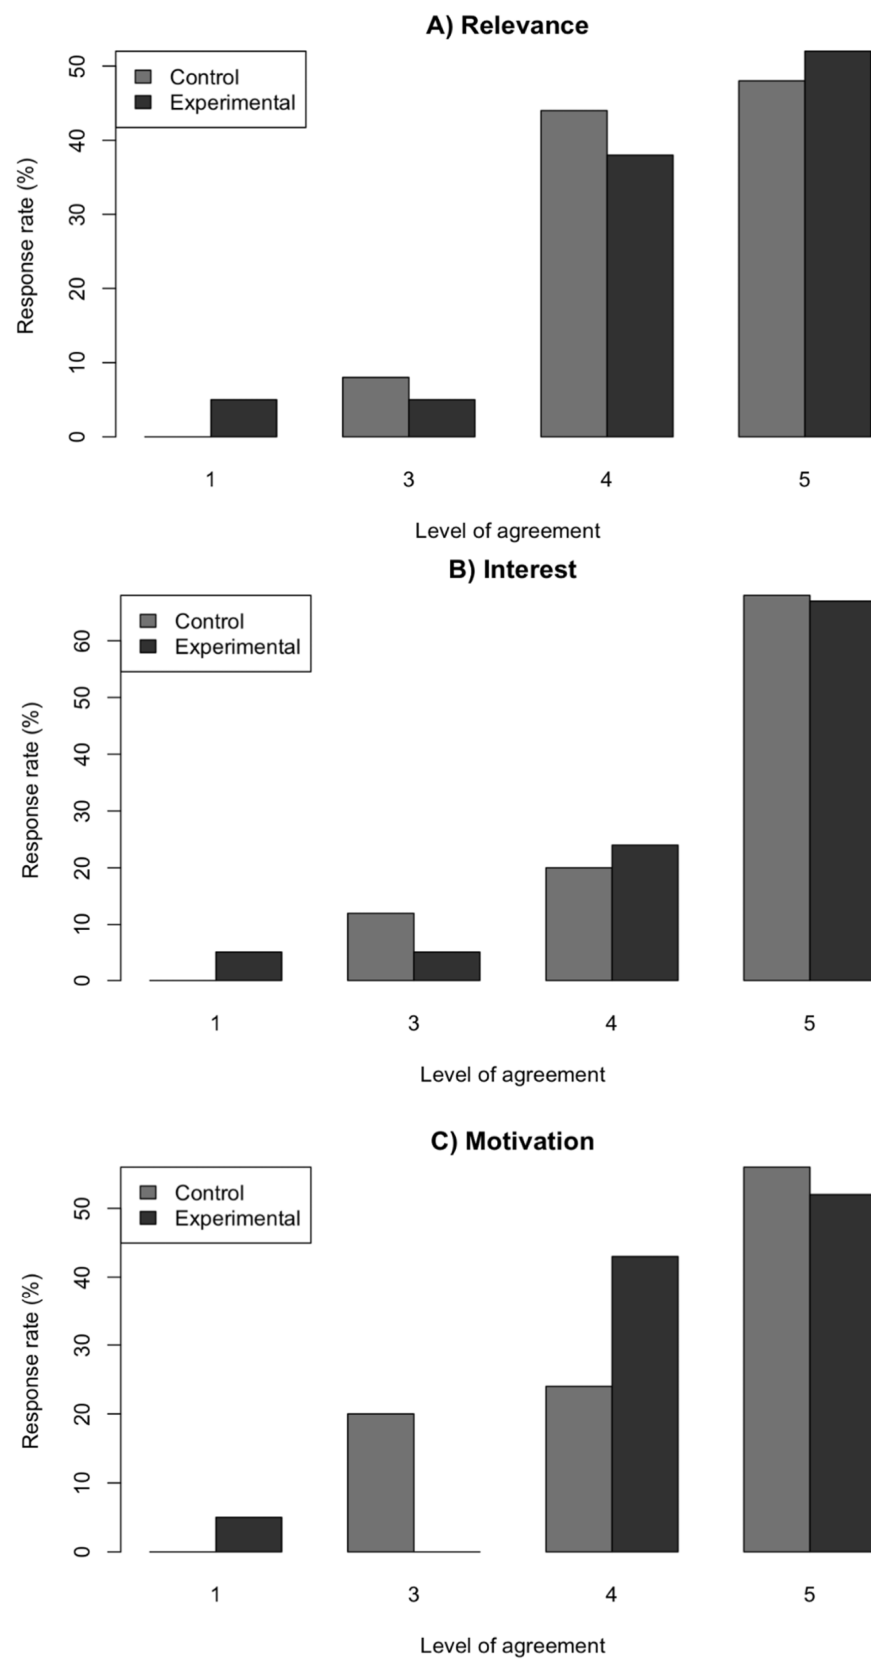 A) Relevance
Control
Experimental
Response rate (%)
50
40
30
20
10
0
1 3 4 5
Level of agreement
B) Interest
Control
Experimental
Response rate (%)
60
50
40
30
20
10
0
1 3 4 5
Level of agreement
C) Motivation
Control
Experimental
Response rate (%)
50
40
30
20
10
0
1 3 4 5
Level of agreement